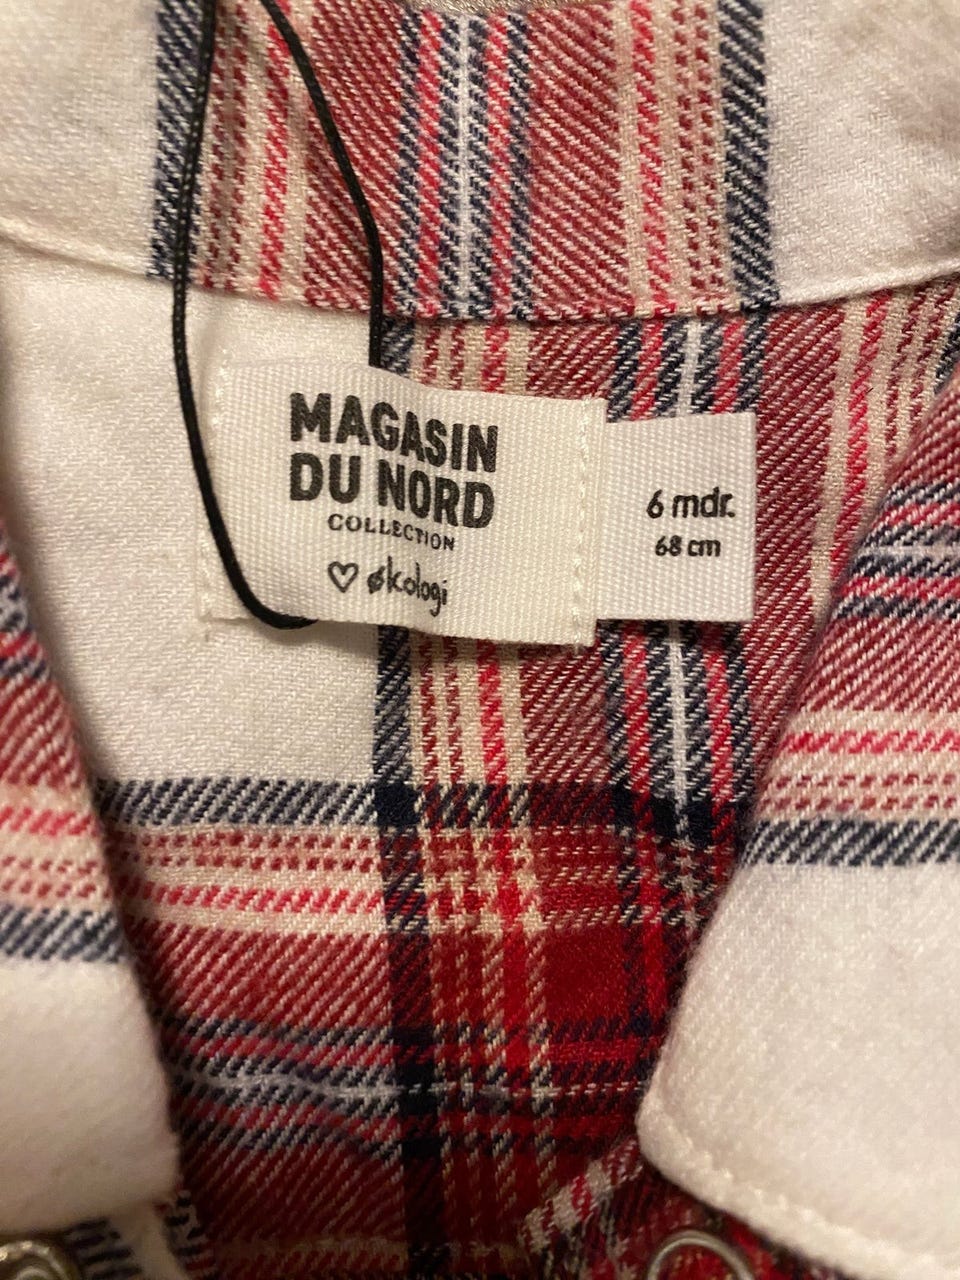 MAGASIN
DU NORD
COLLECTION
♡ økologi
6 mdr.
68 cm